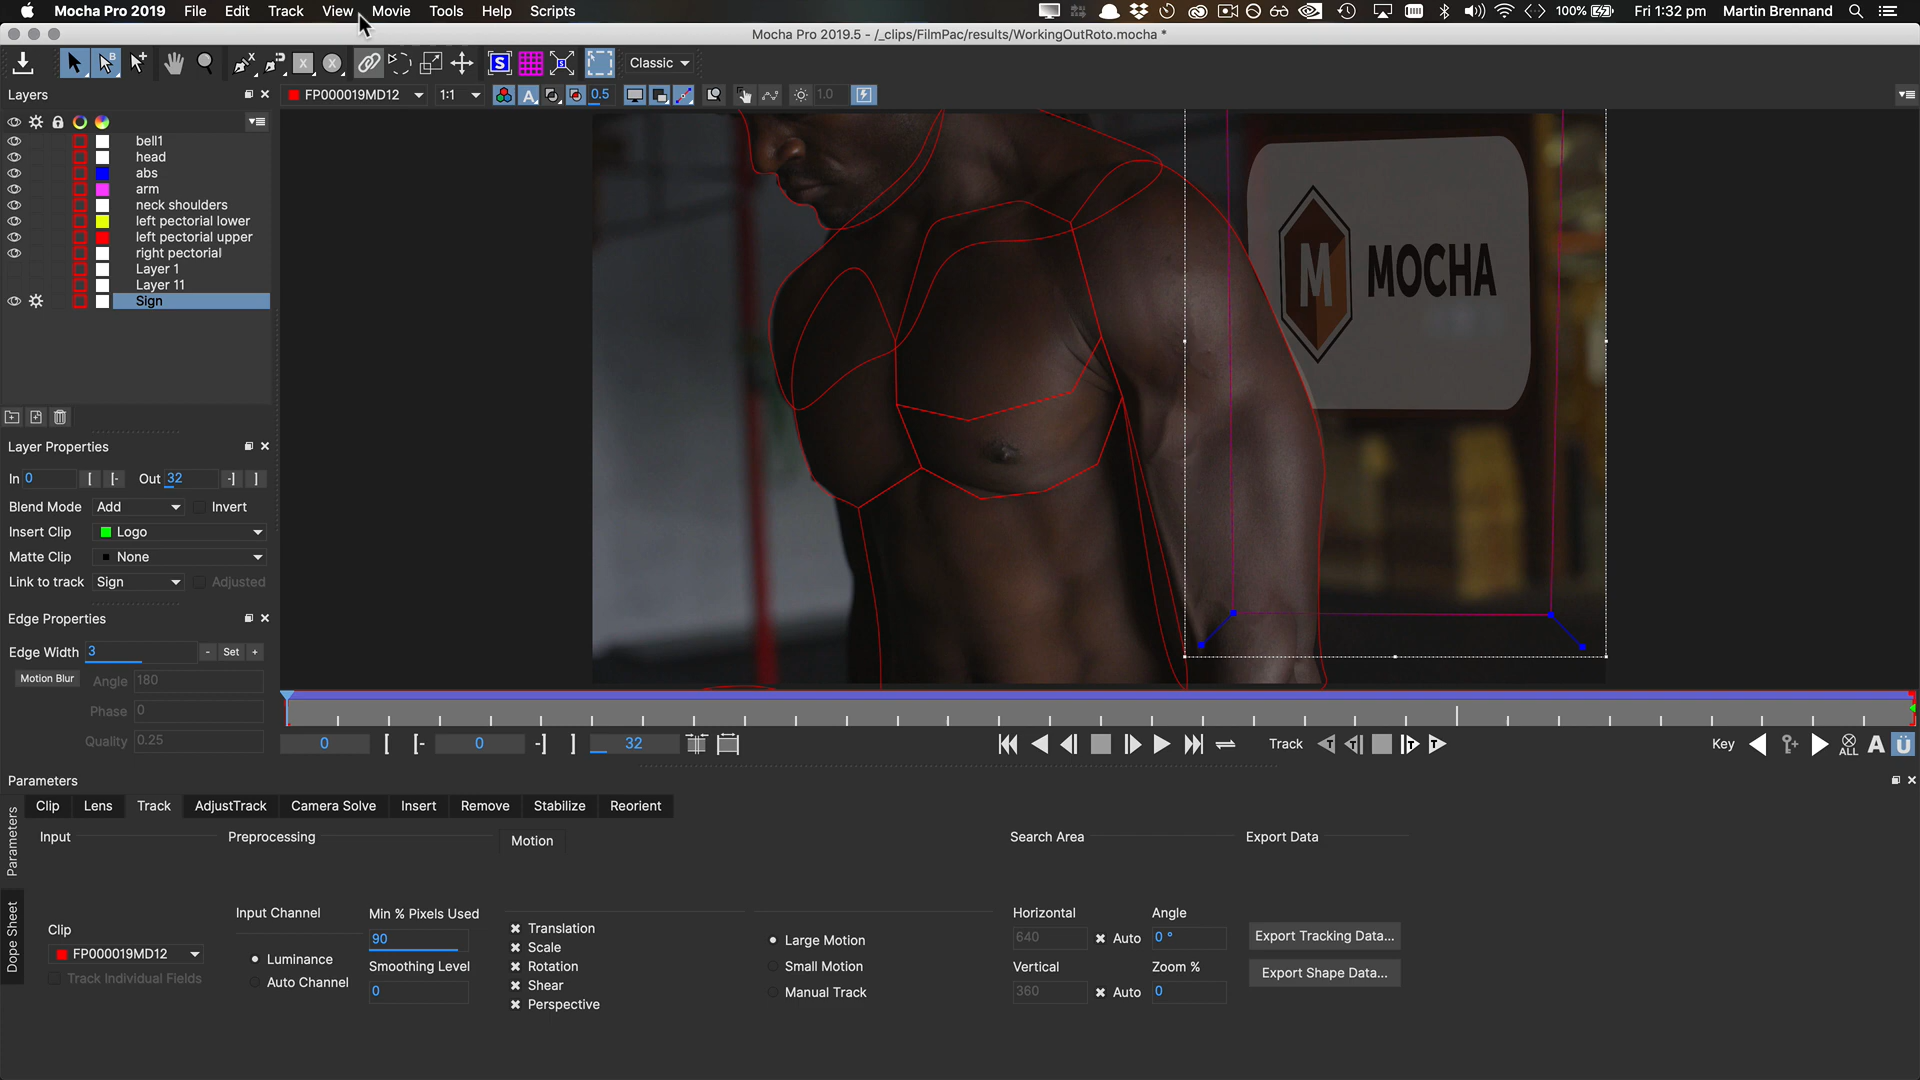 Mocha Pro 2019 File Edit Track View Movie Tools Help Scripts 100% Fri 1:32 pm Martin Brennand
Mocha Pro 2019.5 - /_clips/FilmPac/results/WorkingOutRoto.mocha *
Classic
Layers FP000019MD12 1:1 A 0.5 1.0
bell1
head
abs
arm
neck shoulders
left pectorial lower
left pectorial upper
right pectorial
Layer 1
Layer 11
Sign
M MOCHA
Layer Properties
In 0 Out 32
Blend Mode Add Invert
Insert Clip Logo
Matte Clip None
Link to track Sign Adjusted
Edge Properties
Edge Width 3 - Set +
Motion Blur Angle 180
Phase 0
Quality 0.25
0 0 32 Track Key ALL A Ü
Parameters
Clip Lens Track AdjustTrack Camera Solve Insert Remove Stabilize Reorient
Parameters
Dope Sheet
Input Preprocessing Motion Search Area Export Data
Input Channel Min % Pixels Used Horizontal Angle
Clip 90 Translation Large Motion 640 Auto 0 ° Export Tracking Data...
FP000019MD12 Luminance Smoothing Level Scale Small Motion Vertical Zoom % Export Shape Data...
Track Individual Fields Auto Channel 0 Rotation Manual Track 360 Auto 0
Shear
Perspective